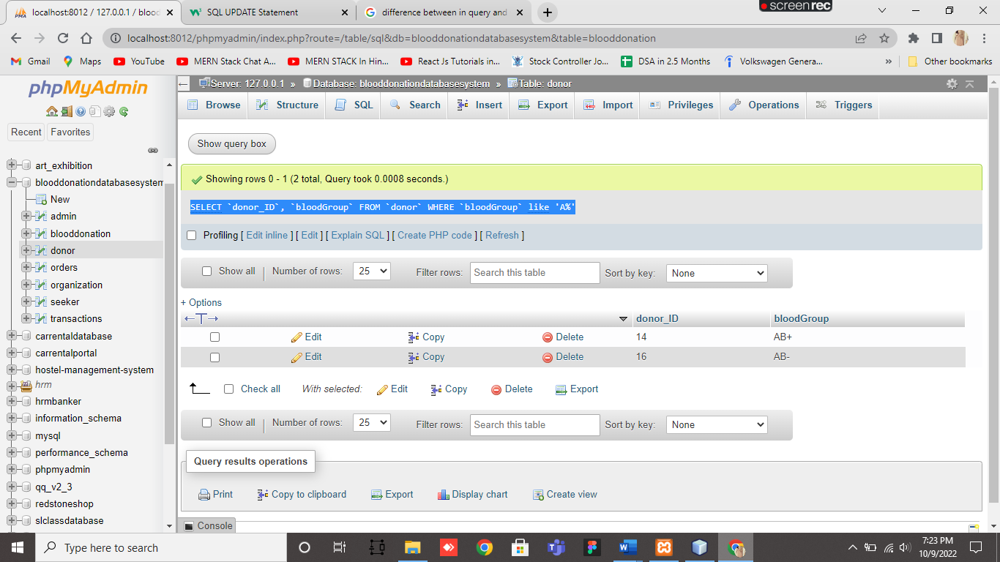 localhost:8012 / 127.0.0.1 / blood
SQL UPDATE Statement
difference between in query and
screenrec
localhost:8012/phpmyadmin/index.php?route=/table/sql&db=blooddonationdatabasesystem&table=blooddonation
Gmail Maps YouTube MERN Stack Chat A... MERN STACK In Hin... React Js Tutorials in... Stock Controller Jo... DSA in 2.5 Months Volkswagen Genera... » Other bookmarks
phpMyAdmin
Recent Favorites
art_exhibition
blooddonationdatabasesystem
New
admin
blooddonation
donor
orders
organization
seeker
transactions
carrentaldatabase
carrentalportal
hostel-management-system
hrm
hrmbanker
information_schema
mysql
performance_schema
phpmyadmin
qq_v2_3
redstoneshop
slclassdatabase
Server: 127.0.0.1 » Database: blooddonationdatabasesystem » Table: donor
Browse Structure SQL Search Insert Export Import Privileges Operations Triggers
Show query box
Showing rows 0 - 1 (2 total, Query took 0.0008 seconds.)
SELECT `donor_ID`, `bloodGroup` FROM `donor` WHERE `bloodGroup` like 'A%'
Profiling [ Edit inline ] [ Edit ] [ Explain SQL ] [ Create PHP code ] [ Refresh ]
Show all | Number of rows: 25 Filter rows: Search this table Sort by key: None
+ Options
←T→ donor_ID bloodGroup
Edit Copy Delete 14 AB+
Edit Copy Delete 16 AB-
Check all With selected: Edit Copy Delete Export
Show all | Number of rows: 25 Filter rows: Search this table Sort by key: None
Query results operations
Print Copy to clipboard Export Display chart Create view
Console
Type here to search
7:23 PM
10/9/2022